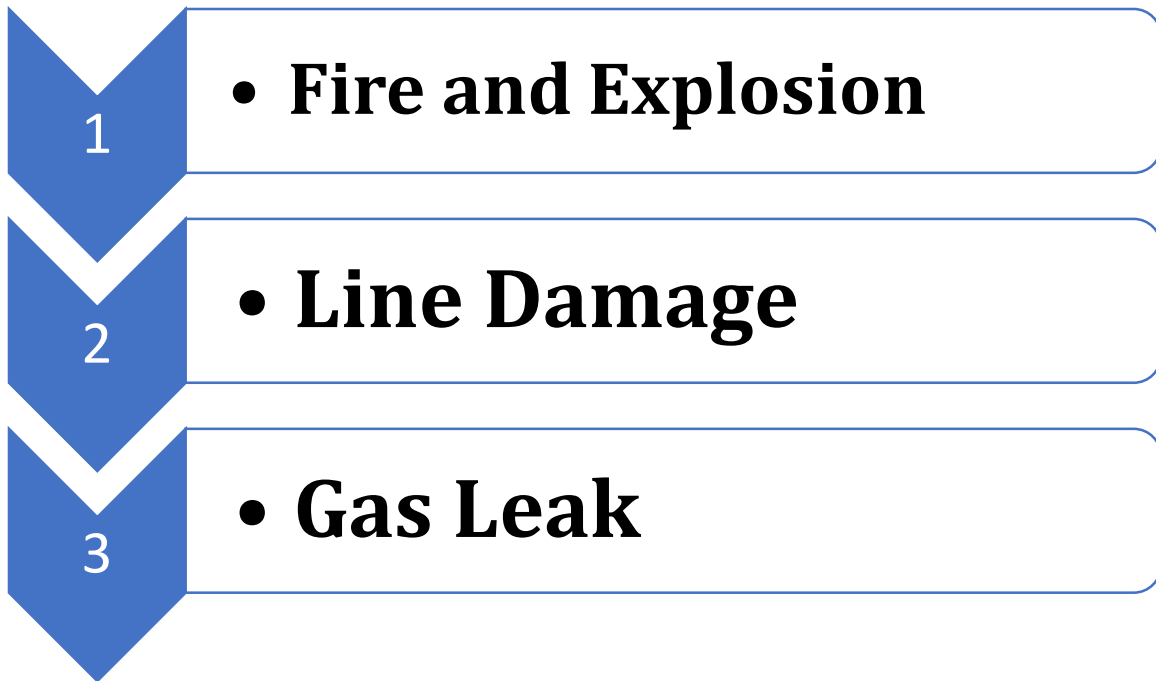 1
• Fire and Explosion
2
• Line Damage
3
• Gas Leak